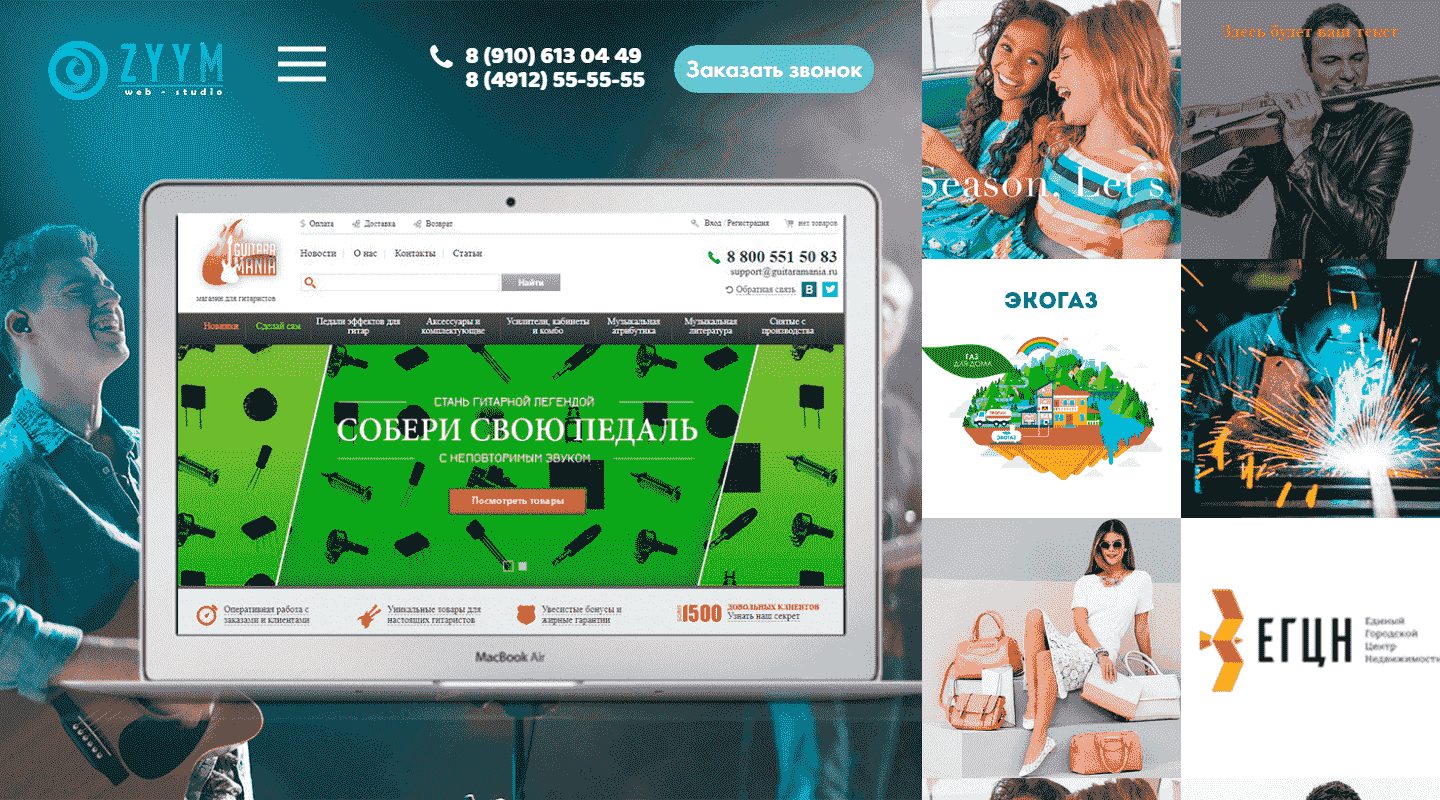 ZYYM
web - studio
8 (910) 613 04 49
8 (4912) 55-55-55
Заказать звонок
GUITARA
MANIA
магазин для гитаристов
Оплата
Доставка
Возврат
Вход / Регистрация
нет товаров
Новости
О нас
Контакты
Статьи
Найти
8 800 551 50 83
support@guitaramania.ru
Обратная связь
B
Новинки
Сделай сам
Педали эффектов для
гитар
Аксессуары и
комплектующие
Усилители, кабинеты
и комбо
Музыкальная
атрибутика
Музыкальная
литература
Снятые с
производства
СТАНЬ ГИТАРНОЙ ЛЕГЕНДОЙ
СОБЕРИ СВОЮ ПЕДАЛЬ
С НЕПОВТОРИМЫМ ЗВУКОМ
Посмотреть товары
Оперативная работа с
заказами и клиентами
Уникальные товары для
настоящих гитаристов
Увесистые бонусы и
жирные гарантии
1500
ДОВОЛЬНЫХ КЛИЕНТОВ
Узнать наш секрет
MacBook Air
Season, Let's
Здесь будет ваш текст
ЭКОГАЗ
ГАЗ
ДЛЯ ДОМА
ЭКОГАЗ
ЕГЦН
Единый
Городской
Центр
Недвижимости